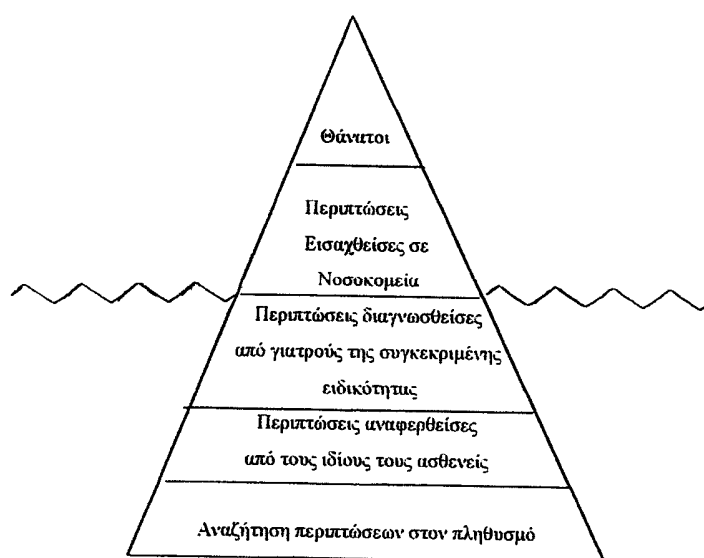 Θάνατοι
Περιπτώσεις
Εισαχθείσες σε
Νοσοκομεία
Περιπτώσεις διαγνωσθείσες
από γιατρούς της συγκεκριμένης
ειδικότητας
Περιπτώσεις αναφερθείσες
από τους ιδίους τους ασθενείς
Αναζήτηση περιπτώσεων στον πληθυσμό